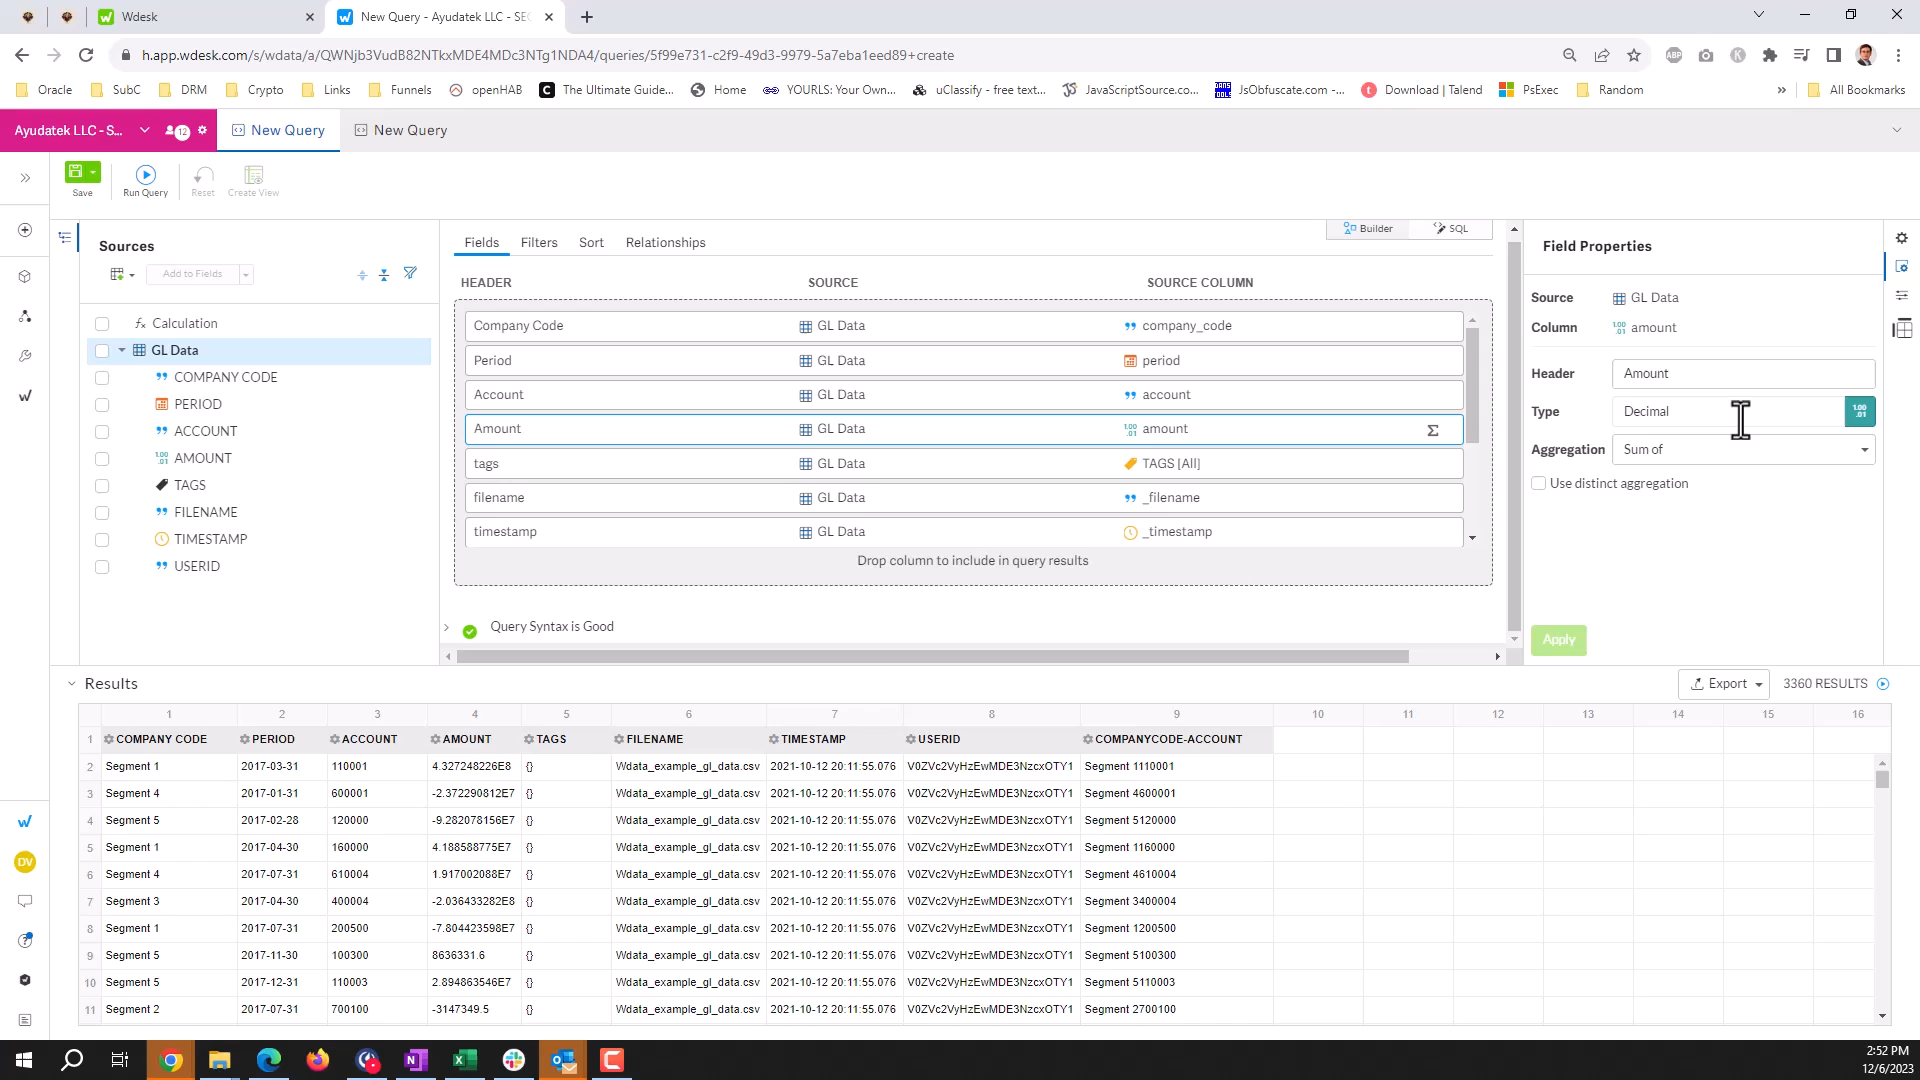 Wdesk
New Query - Ayudatek LLC - SEC
h.app.wdesk.com/s/wdata/a/QWNjb3VudB82NTkxMDE4MDc3NTg1NDA4/queries/5f99e731-c2f9-49d3-9979-5a7eba1eed89+create
Oracle SubC DRM Crypto Links Funnels openHAB The Ultimate Guide... Home YOURLS: Your Own... uClassify - free text... JavaScriptSource.co... JsObfuscate.com -... Download | Talend PsExec Random » All Bookmarks
Ayudatek LLC - S... 12 New Query New Query
Save Run Query Reset Create View
Sources
Add to Fields
Calculation
GL Data
COMPANY CODE
PERIOD
ACCOUNT
AMOUNT
TAGS
FILENAME
TIMESTAMP
USERID
Fields Filters Sort Relationships
Builder SQL
HEADER SOURCE SOURCE COLUMN
Company Code GL Data company_code
Period GL Data period
Account GL Data account
Amount GL Data amount Σ
tags GL Data TAGS [All]
filename GL Data _filename
timestamp GL Data _timestamp
Drop column to include in query results
Query Syntax is Good
Field Properties
Source GL Data
Column amount
Header Amount
Type Decimal
Aggregation Sum of
Use distinct aggregation
Apply
Results
Export 3360 RESULTS
1 2 3 4 5 6 7 8 9 10 11 12 13 14 15 16
1 COMPANY CODE PERIOD ACCOUNT AMOUNT TAGS FILENAME TIMESTAMP USERID COMPANYCODE-ACCOUNT
2 Segment 1 2017-03-31 110001 4.327248226E8 {} Wdata_example_gl_data.csv 2021-10-12 20:11:55.076 V0ZVc2VyHzEwMDE3NzcxOTY1 Segment 1110001
3 Segment 4 2017-01-31 600001 -2.372290812E7 {} Wdata_example_gl_data.csv 2021-10-12 20:11:55.076 V0ZVc2VyHzEwMDE3NzcxOTY1 Segment 4600001
4 Segment 5 2017-02-28 120000 -9.282078156E7 {} Wdata_example_gl_data.csv 2021-10-12 20:11:55.076 V0ZVc2VyHzEwMDE3NzcxOTY1 Segment 5120000
5 Segment 1 2017-04-30 160000 4.188588775E7 {} Wdata_example_gl_data.csv 2021-10-12 20:11:55.076 V0ZVc2VyHzEwMDE3NzcxOTY1 Segment 1160000
6 Segment 4 2017-07-31 610004 1.917002088E7 {} Wdata_example_gl_data.csv 2021-10-12 20:11:55.076 V0ZVc2VyHzEwMDE3NzcxOTY1 Segment 4610004
7 Segment 3 2017-04-30 400004 -2.036433282E8 {} Wdata_example_gl_data.csv 2021-10-12 20:11:55.076 V0ZVc2VyHzEwMDE3NzcxOTY1 Segment 3400004
8 Segment 1 2017-07-31 200500 -7.804423598E7 {} Wdata_example_gl_data.csv 2021-10-12 20:11:55.076 V0ZVc2VyHzEwMDE3NzcxOTY1 Segment 1200500
9 Segment 5 2017-11-30 100300 8636331.6 {} Wdata_example_gl_data.csv 2021-10-12 20:11:55.076 V0ZVc2VyHzEwMDE3NzcxOTY1 Segment 5100300
10 Segment 5 2017-12-31 110003 2.894863546E7 {} Wdata_example_gl_data.csv 2021-10-12 20:11:55.076 V0ZVc2VyHzEwMDE3NzcxOTY1 Segment 5110003
11 Segment 2 2017-07-31 700100 -3147349.5 {} Wdata_example_gl_data.csv 2021-10-12 20:11:55.076 V0ZVc2VyHzEwMDE3NzcxOTY1 Segment 2700100
DV
2:52 PM
12/6/2023